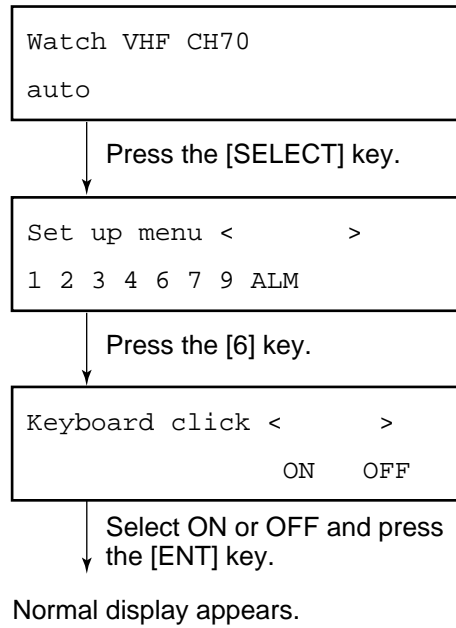 Watch VHF CH70
auto
Press the [SELECT] key.
Set up menu < >
1 2 3 4 6 7 9 ALM
Press the [6] key.
Keyboard click < >
ON OFF
Select ON or OFF and press
the [ENT] key.
Normal display appears.